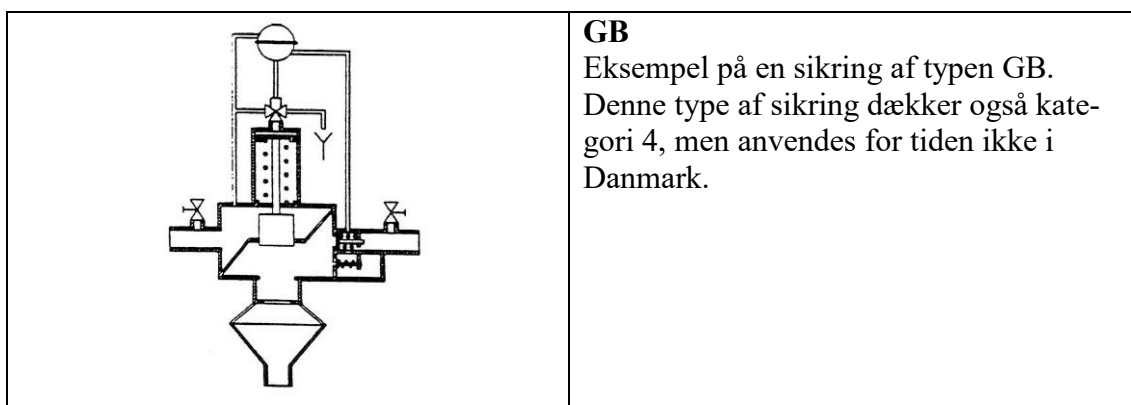 GB
Eksempel på en sikring af typen GB.
Denne type af sikring dækker også kate-
gori 4, men anvendes for tiden ikke i
Danmark.